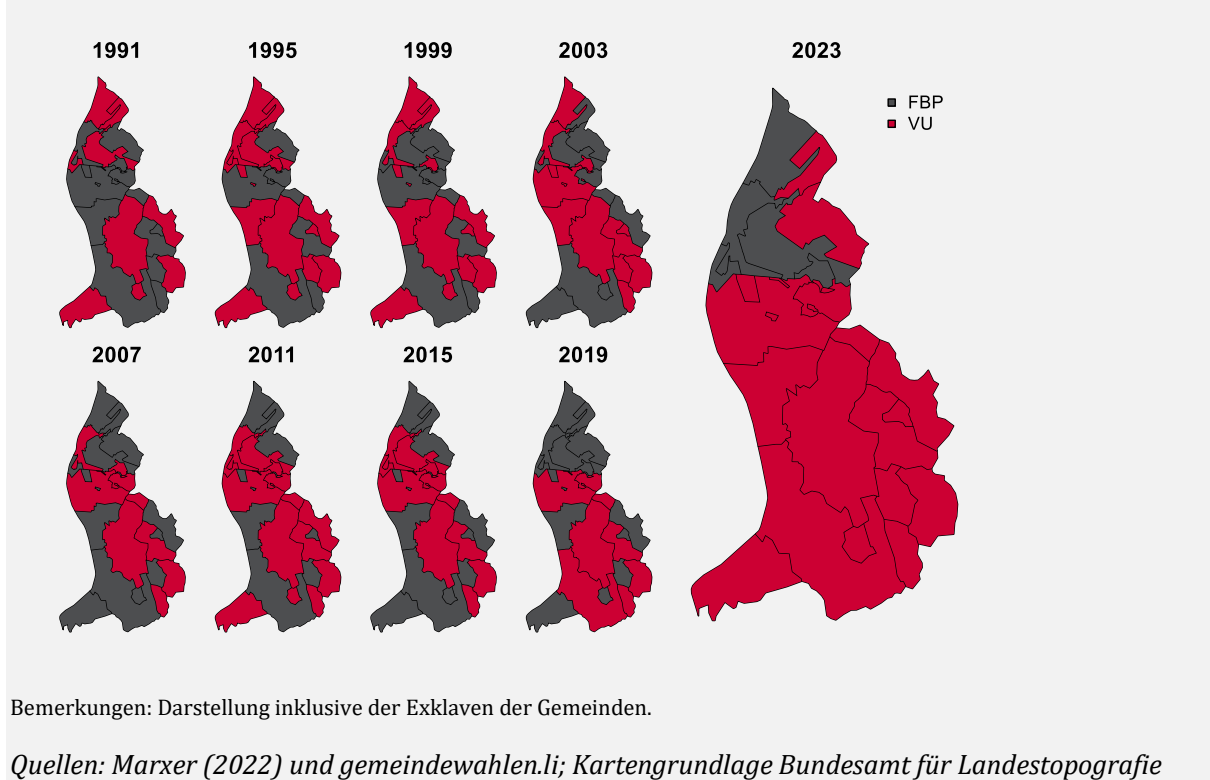 1991 1995 1999 2003 2023
FBP
VU
2007 2011 2015 2019
Bemerkungen: Darstellung inklusive der Exklaven der Gemeinden.
Quellen: Marxer (2022) und gemeindewahlen.li; Kartengrundlage Bundesamt für Landestopografie